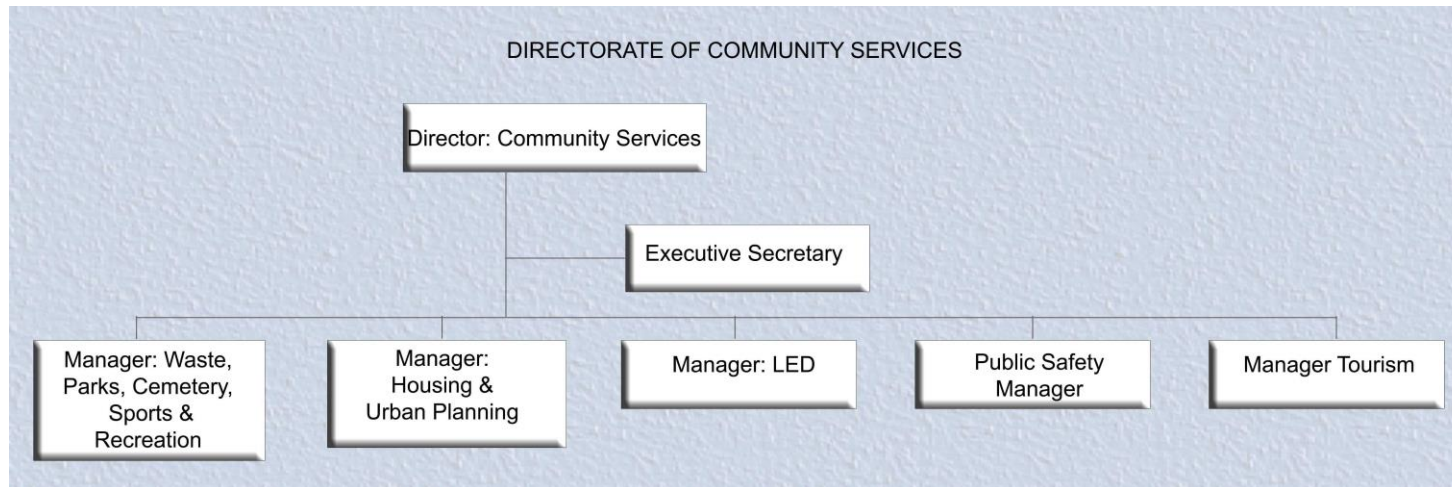 DIRECTORATE OF COMMUNITY SERVICES
Director: Community Services
Executive Secretary
Manager: Waste,
Parks, Cemetery,
Sports &
Recreation
Manager:
Housing &
Urban Planning
Manager: LED
Public Safety
Manager
Manager Tourism